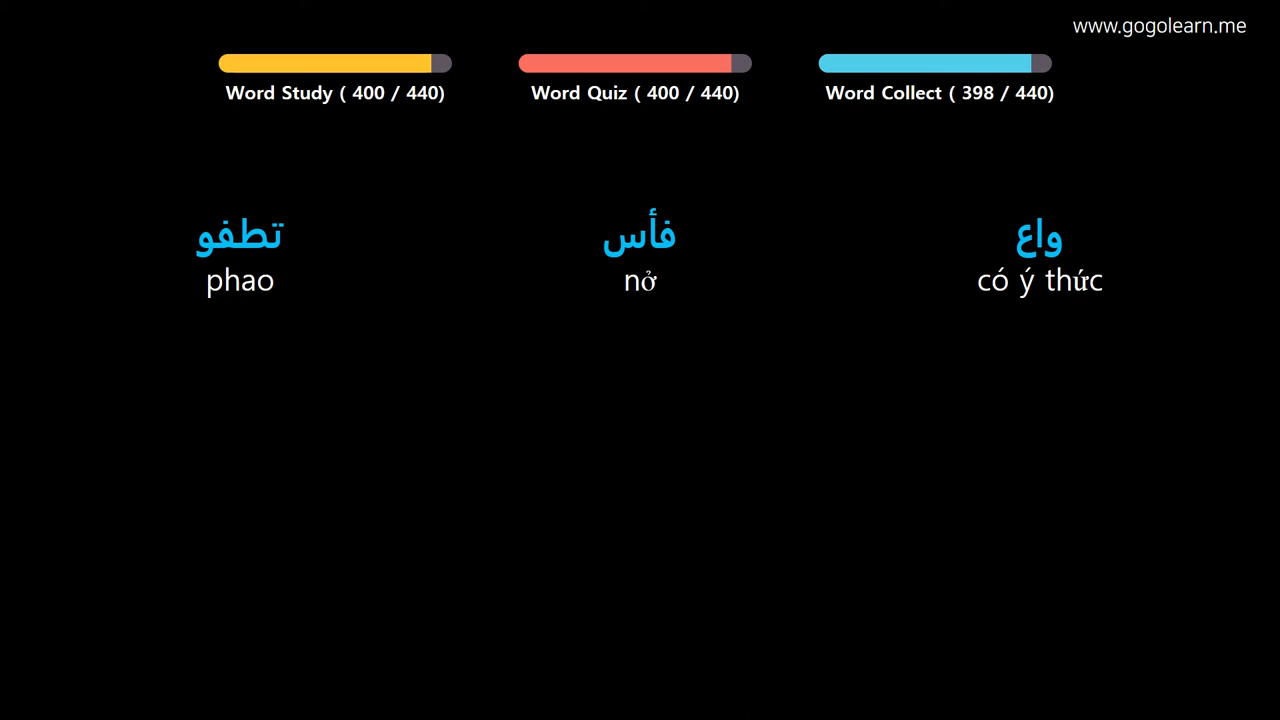 www.gogolearn.me
Word Study ( 400 / 440)
Word Quiz ( 400 / 440)
Word Collect ( 398 / 440)
تطفو
phao
فأس
nở
واع
có ý thức